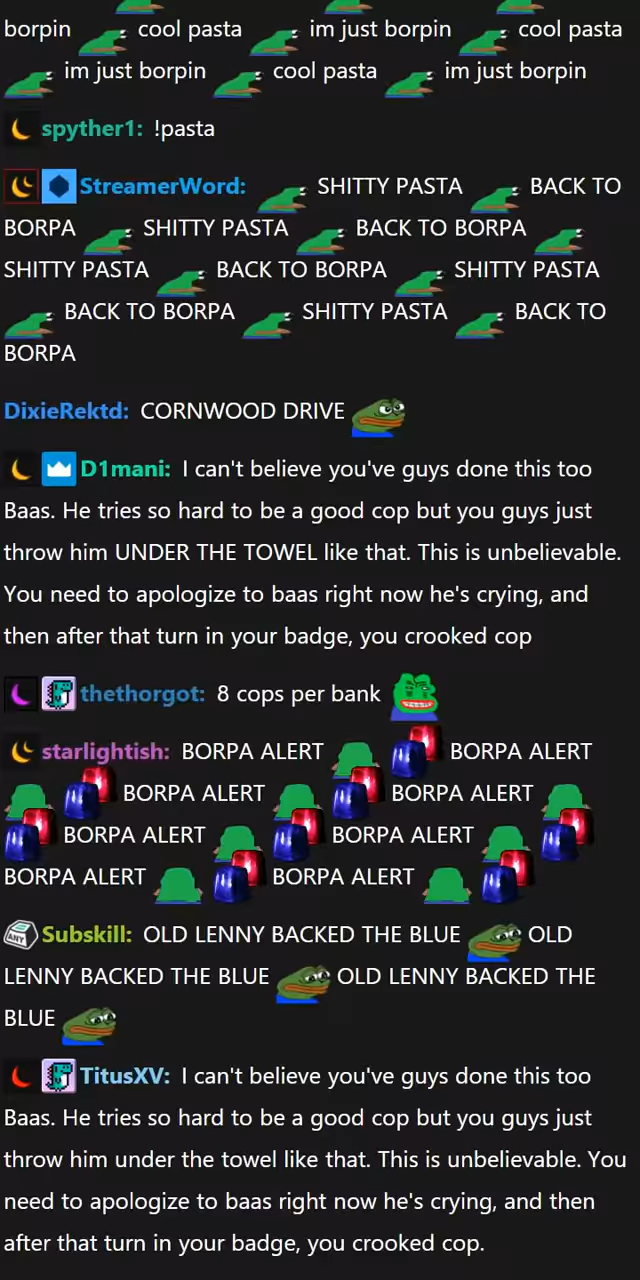 borpin cool pasta im just borpin cool pasta
im just borpin cool pasta im just borpin
spyther1: !pasta
StreamerWord: SHITTY PASTA BACK TO
BORPA SHITTY PASTA BACK TO BORPA
SHITTY PASTA BACK TO BORPA SHITTY PASTA
BACK TO BORPA SHITTY PASTA BACK TO
BORPA
DixieRektd: CORNWOOD DRIVE
D1mani: I can't believe you've guys done this too
Baas. He tries so hard to be a good cop but you guys just
throw him UNDER THE TOWEL like that. This is unbelievable.
You need to apologize to baas right now he's crying, and
then after that turn in your badge, you crooked cop
thethorgot: 8 cops per bank
starlightish: BORPA ALERT BORPA ALERT
BORPA ALERT BORPA ALERT
BORPA ALERT BORPA ALERT
BORPA ALERT BORPA ALERT
ANY Subskill: OLD LENNY BACKED THE BLUE OLD
LENNY BACKED THE BLUE OLD LENNY BACKED THE
BLUE
TitusXV: I can't believe you've guys done this too
Baas. He tries so hard to be a good cop but you guys just
throw him under the towel like that. This is unbelievable. You
need to apologize to baas right now he's crying, and then
after that turn in your badge, you crooked cop.